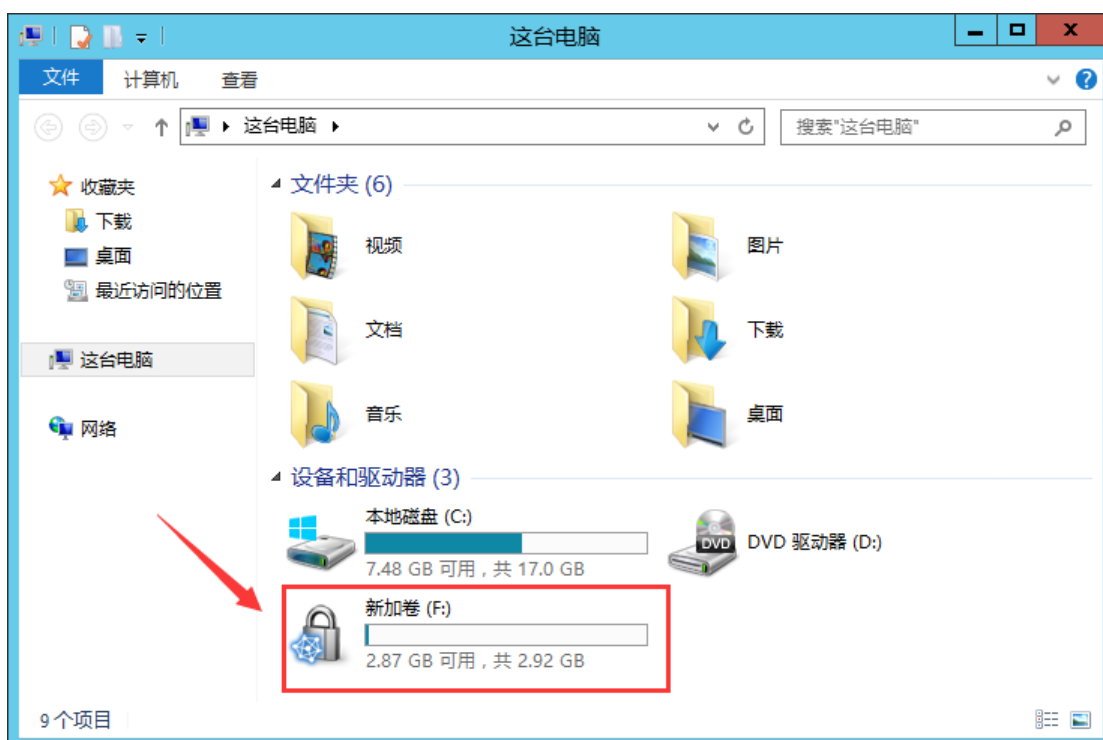 这台电脑
文件 计算机 查看
这台电脑
搜索"这台电脑"
收藏夹
下载
桌面
最近访问的位置
这台电脑
网络
文件夹 (6)
视频
图片
文档
下载
音乐
桌面
设备和驱动器 (3)
本地磁盘 (C:)
7.48 GB 可用，共 17.0 GB
DVD
DVD 驱动器 (D:)
新加卷 (F:)
2.87 GB 可用，共 2.92 GB
9 个项目